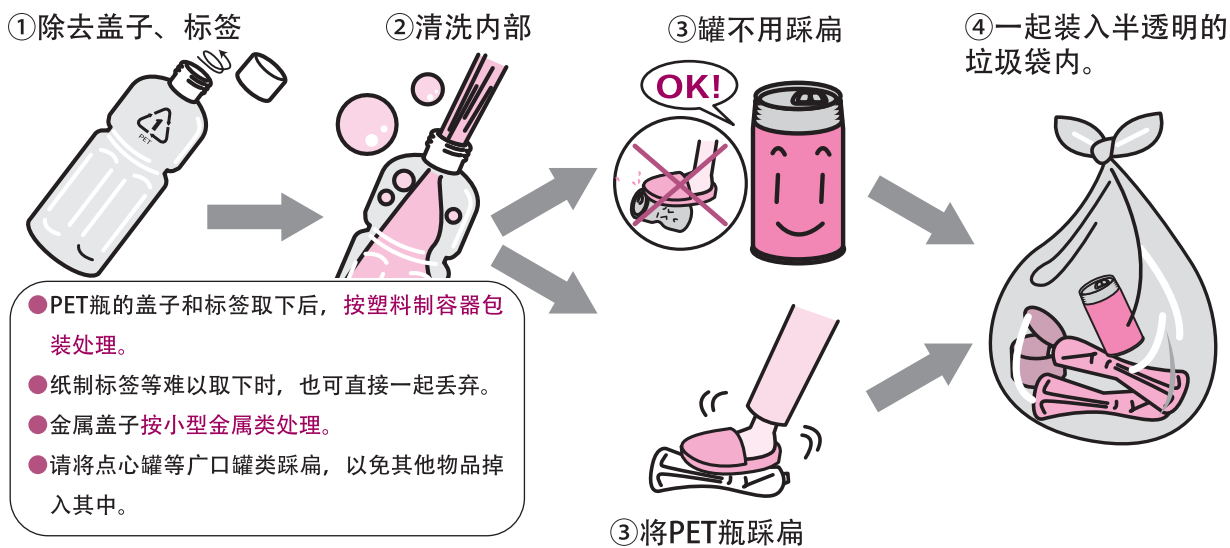 ①除去盖子、标签
②清洗内部
③罐不用踩扁
④一起装入半透明的
垃圾袋内。
1
PET
OK!
●PET瓶的盖子和标签取下后，按塑料制容器包
装处理。
●纸制标签等难以取下时，也可直接一起丢弃。
●金属盖子按小型金属类处理。
●请将点心罐等广口罐类踩扁，以免其他物品掉
入其中。
③将PET瓶踩扁